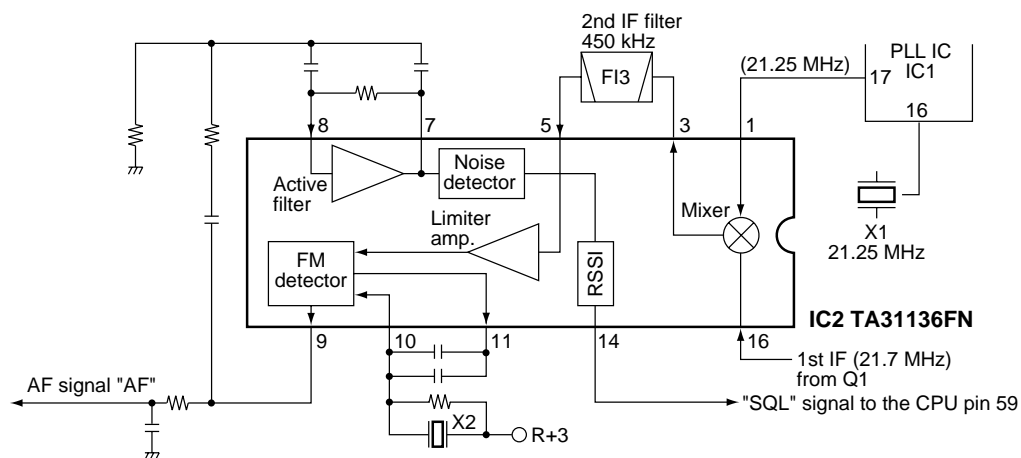 2nd IF filter
450 kHz
FI3
(21.25 MHz)
PLL IC
IC1
17
16
8
7
5
3
1
Active
filter
Noise
detector
Mixer
X1
21.25 MHz
Limiter
amp.
FM
detector
RSSI
IC2 TA31136FN
9
10
11
14
16
1st IF (21.7 MHz)
from Q1
AF signal "AF"
"SQL" signal to the CPU pin 59
X2
R+3